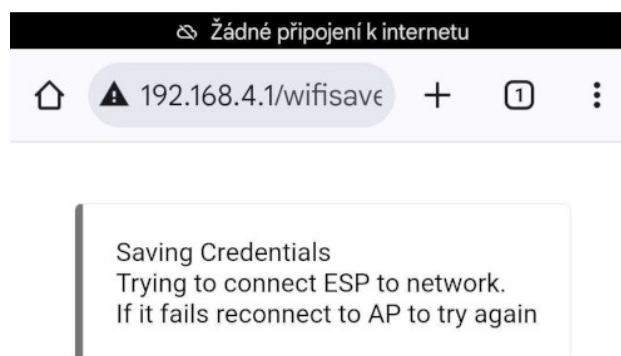 Žádné připojení k internetu
192.168.4.1/wifisave
1
Saving Credentials
Trying to connect ESP to network.
If it fails reconnect to AP to try again